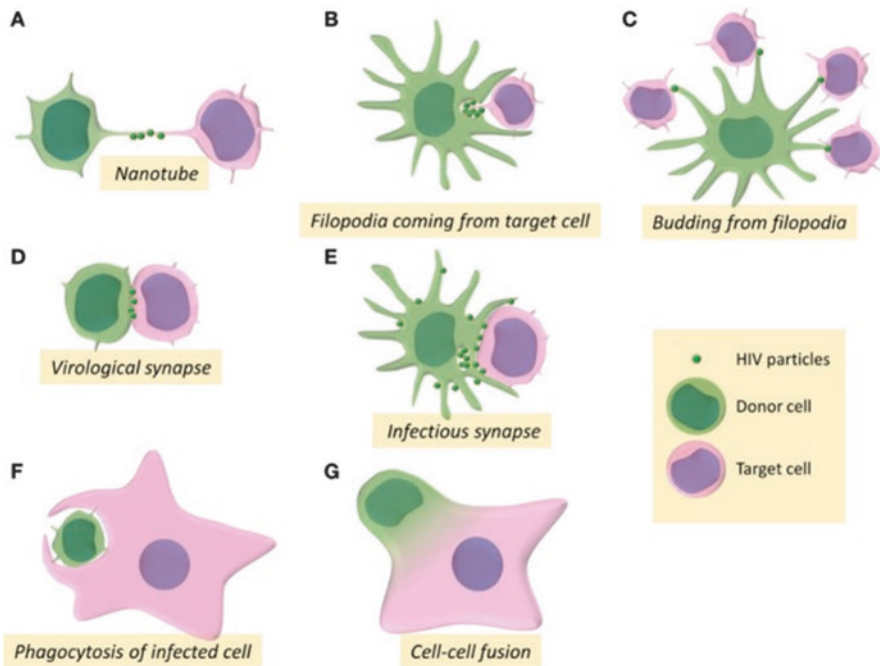 A
Nanotube
B
Filopodia coming from target cell
C
Budding from filopodia
D
Virological synapse
E
Infectious synapse
HIV particles
Donor cell
Target cell
F
Phagocytosis of infected cell
G
Cell-cell fusion